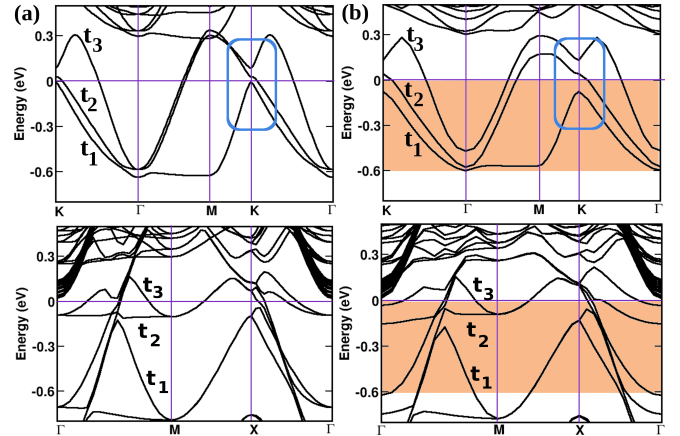 (a)
Energy (eV)
0.3
0
-0.3
-0.6
t3
t2
t1
K Γ M K Γ
(b)
Energy (eV)
0.3
0
-0.3
-0.6
t3
t2
t1
K Γ M K Γ
Energy (eV)
0.3
0
-0.3
-0.6
t3
t2
t1
Γ M X Γ
Energy (eV)
0.3
0
-0.3
-0.6
t3
t2
t1
Γ M X Γ